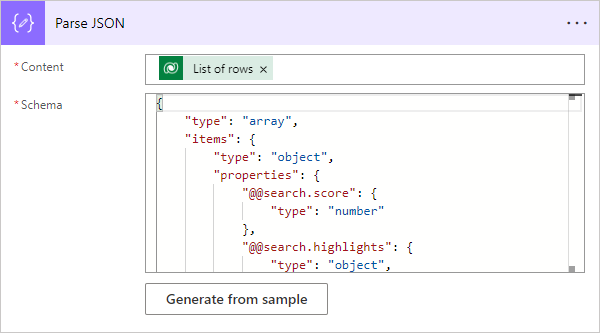 Parse JSON
* Content
List of rows ×
* Schema
{
"type": "array",
"items": {
"type": "object",
"properties": {
"@@search.score": {
"type": "number"
},
"@@search.highlights": {
"type": "object",
Generate from sample